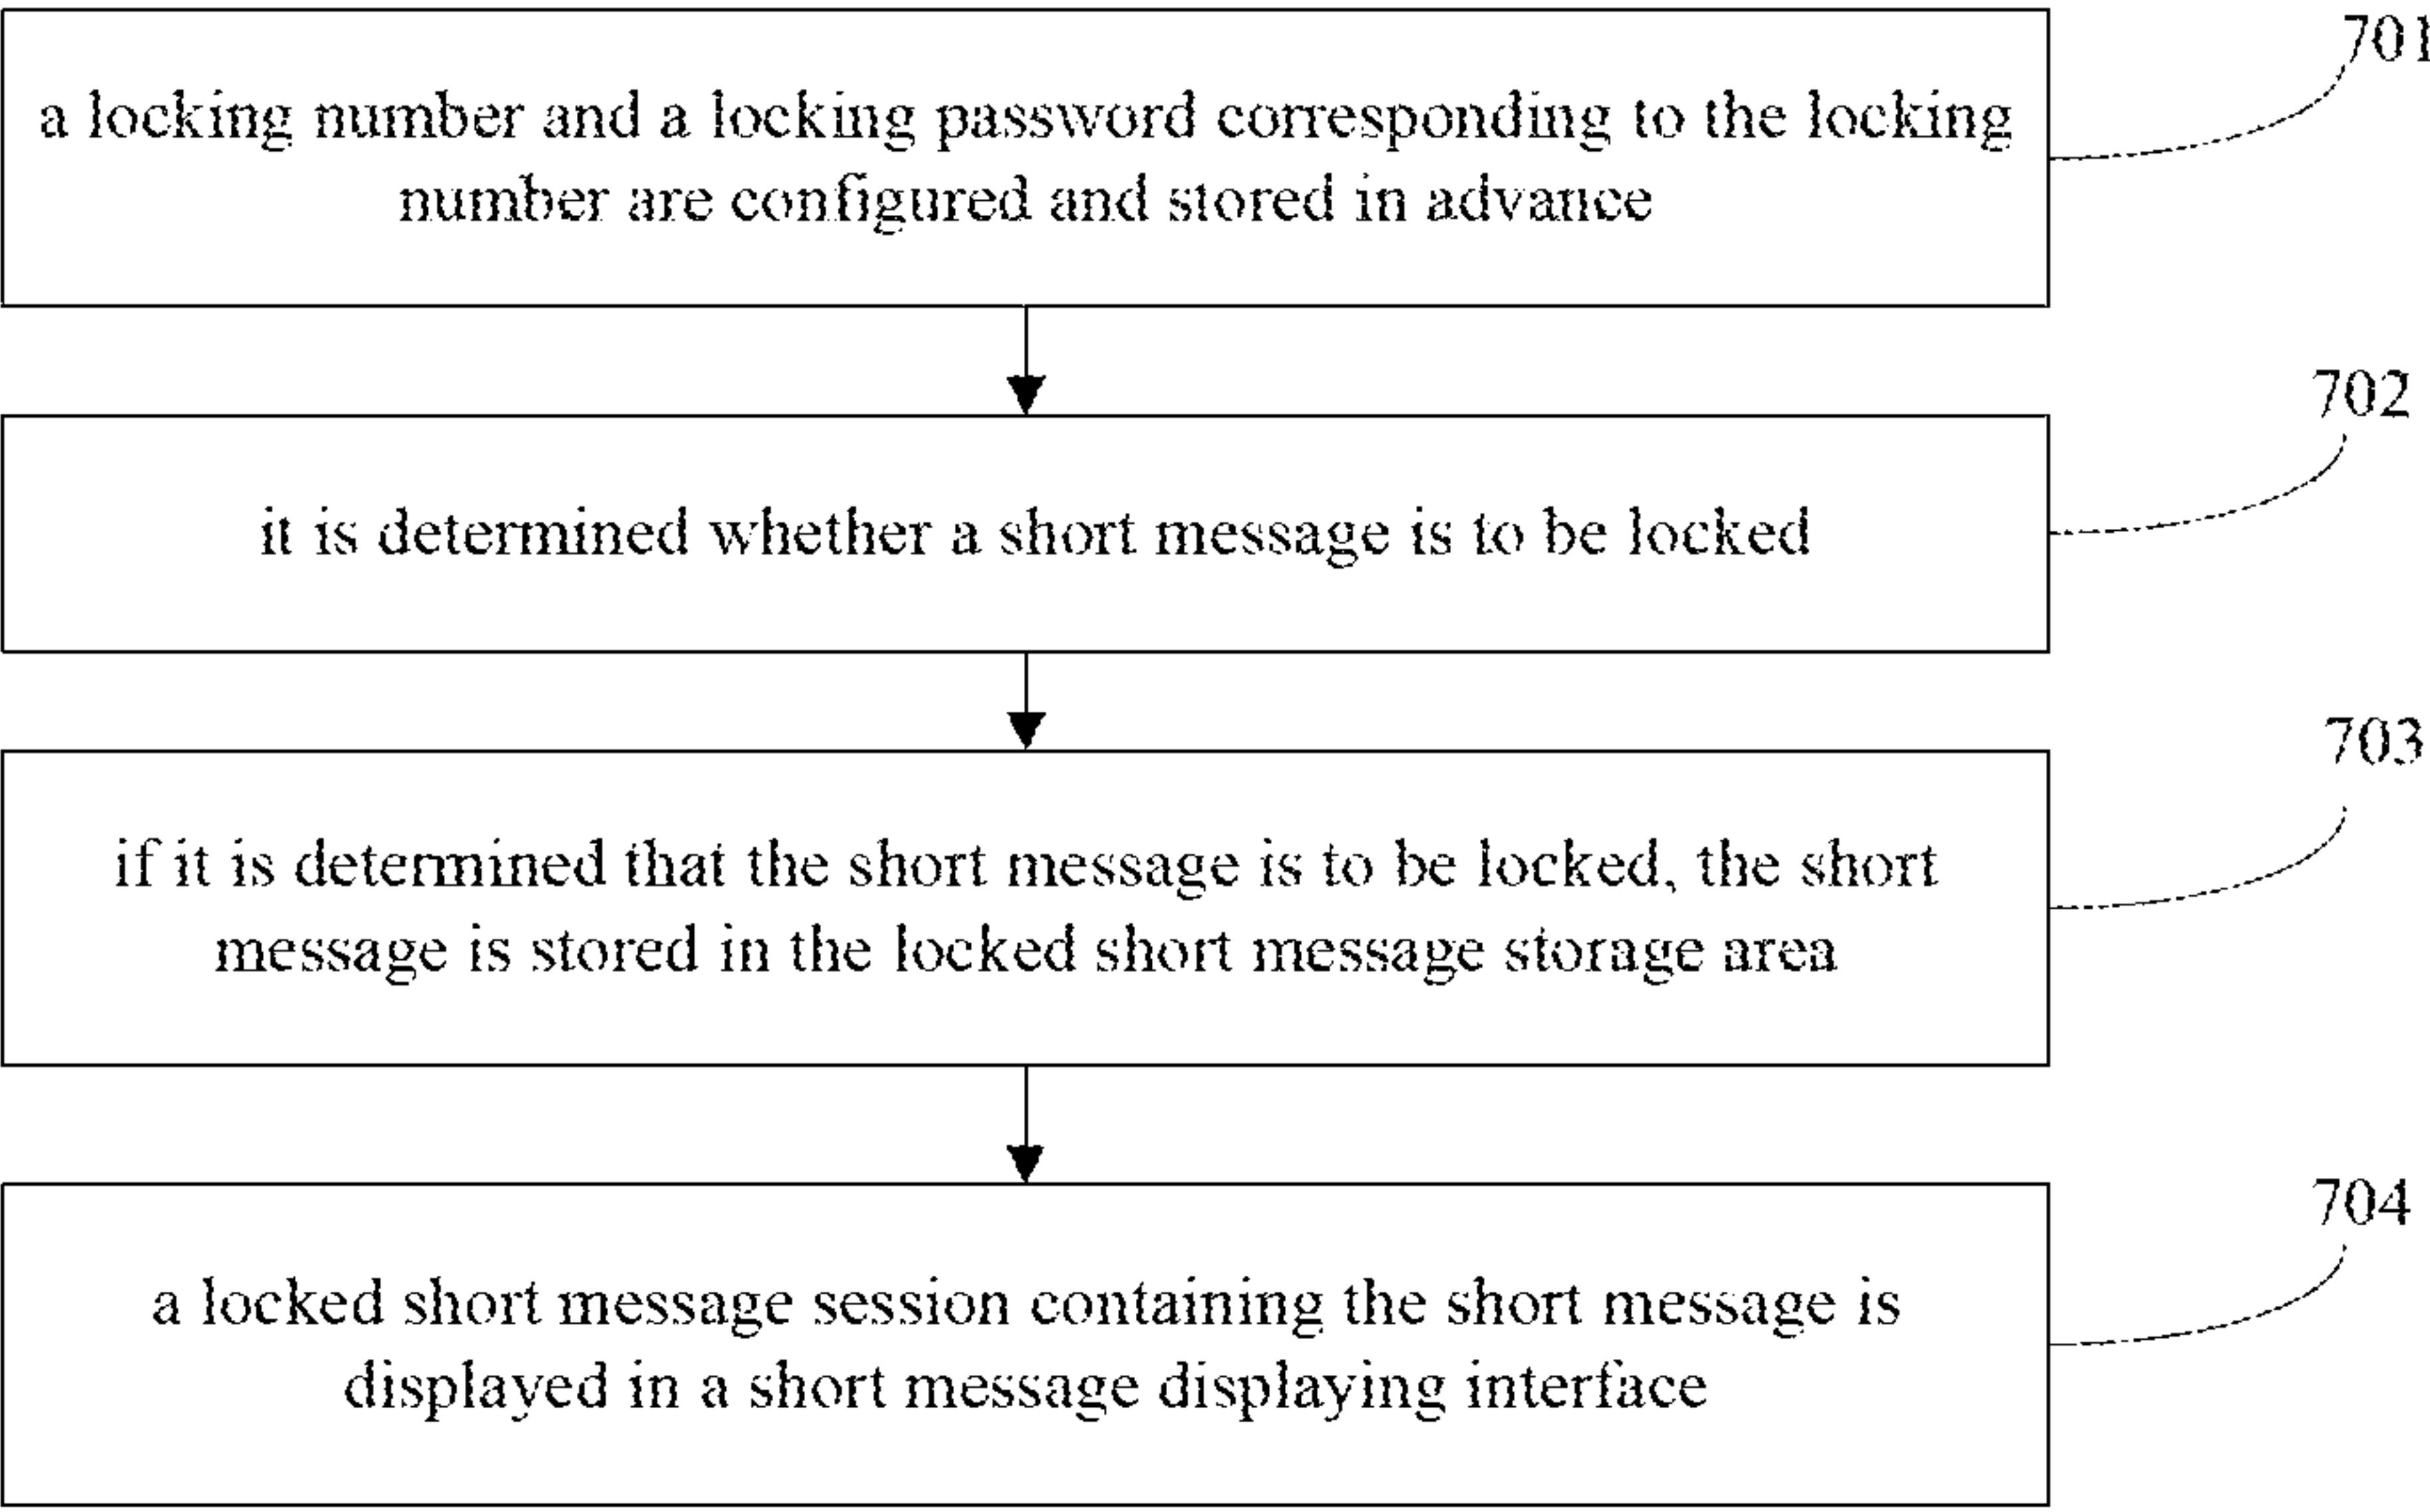 701
a locking number and a locking password corresponding to the locking
number are configured and stored in advance
702
it is determined whether a short message is to be locked
703
if it is determined that the short message is to be locked, the short
message is stored in the locked short message storage area
704
a locked short message session containing the short message is
displayed in a short message displaying interface